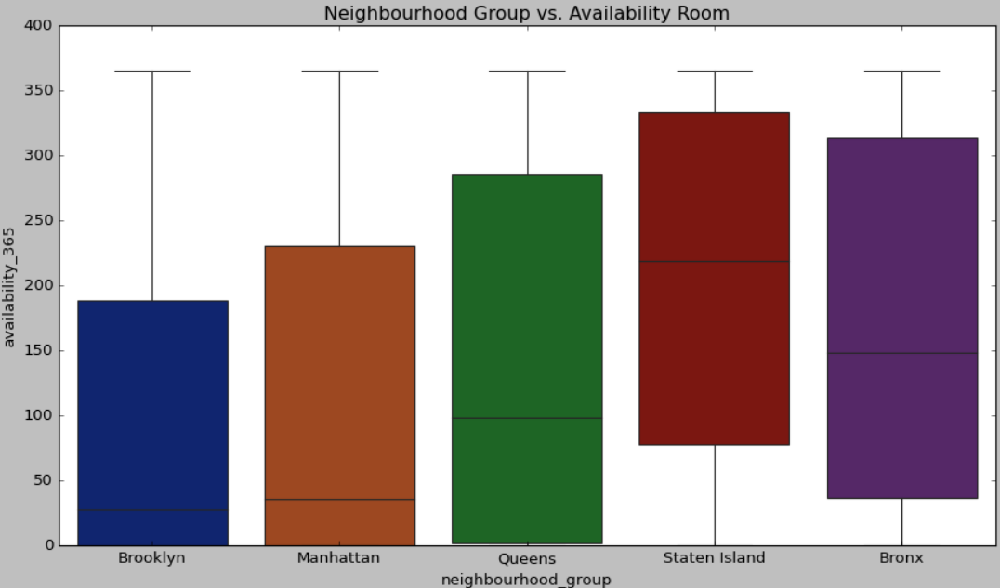 Neighbourhood Group vs. Availability Room
400
350
300
250
200
150
100
50
0
availability_365
Brooklyn
Manhattan
Queens
Staten Island
Bronx
neighbourhood_group